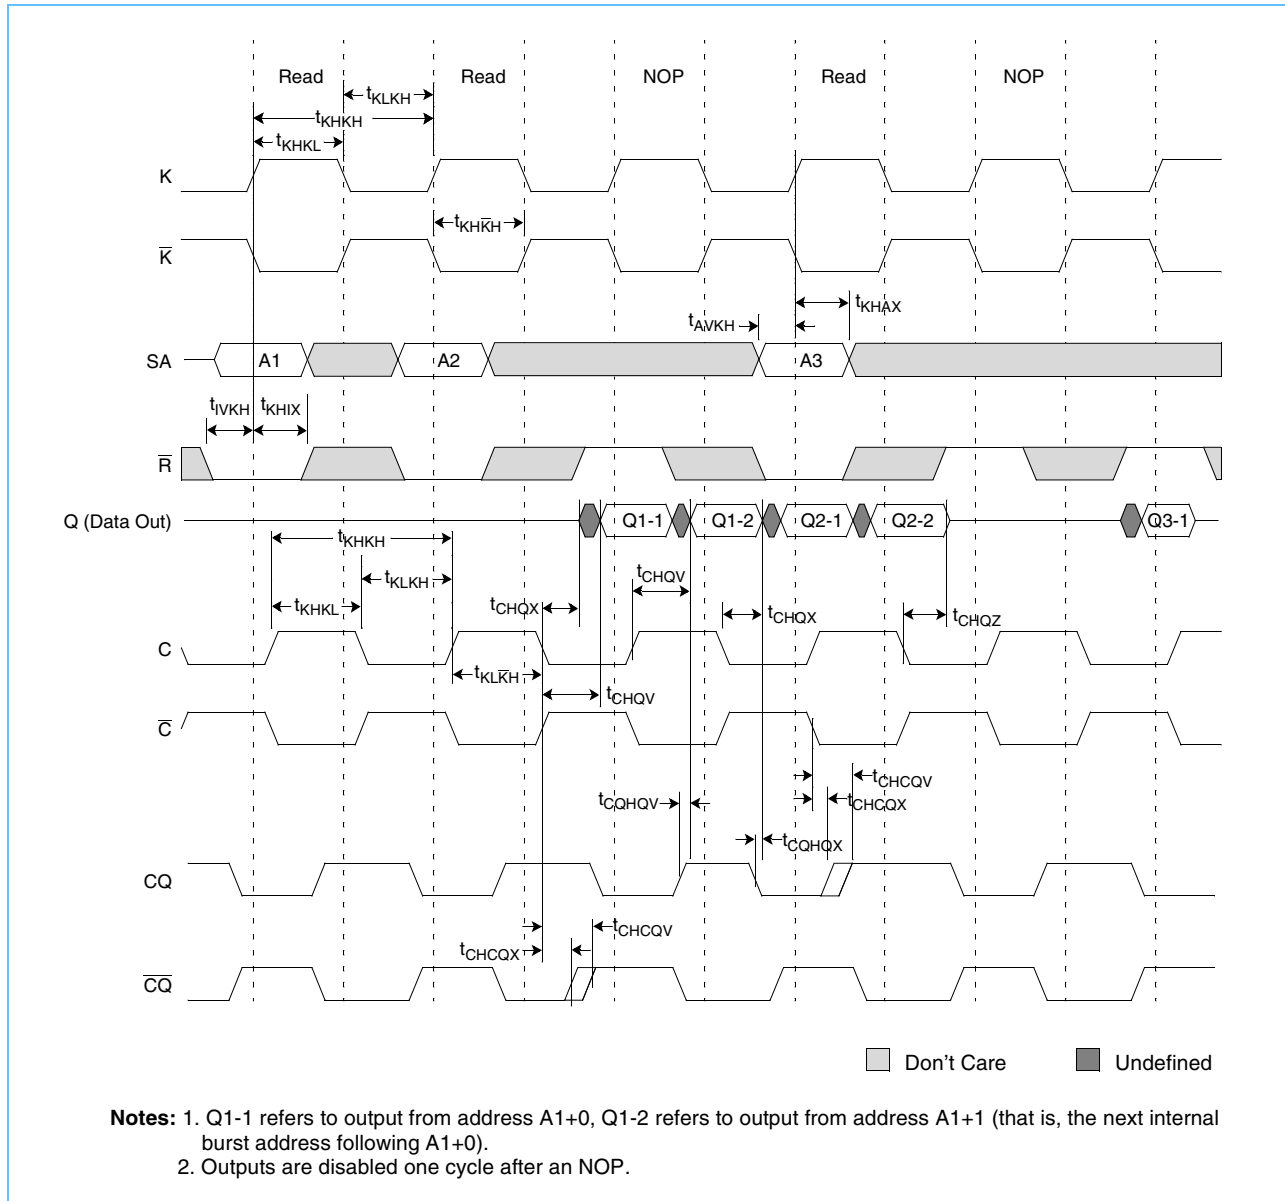 Read Read NOP Read NOP
tKLKH
tKHKH
tKHKL
K
tKHK̅H
K̅
tKHAX
tAVKH
SA A1 A2 A3
tIVKH tKHIX
R̅
Q (Data Out) Q1-1 Q1-2 Q2-1 Q2-2 Q3-1
tKHKH
tCHQV
tKLKH
tKHKL tCHQX tCHQX tCHQZ
C
tKLK̅H
tCHQV
C̅
tCHCQV
tCQHQV tCHCQX
tCQHQX
CQ
tCHCQV
tCHCQX
C̅Q̅
Don't Care Undefined
Notes: 1. Q1-1 refers to output from address A1+0, Q1-2 refers to output from address A1+1 (that is, the next internal
burst address following A1+0).
2. Outputs are disabled one cycle after an NOP.